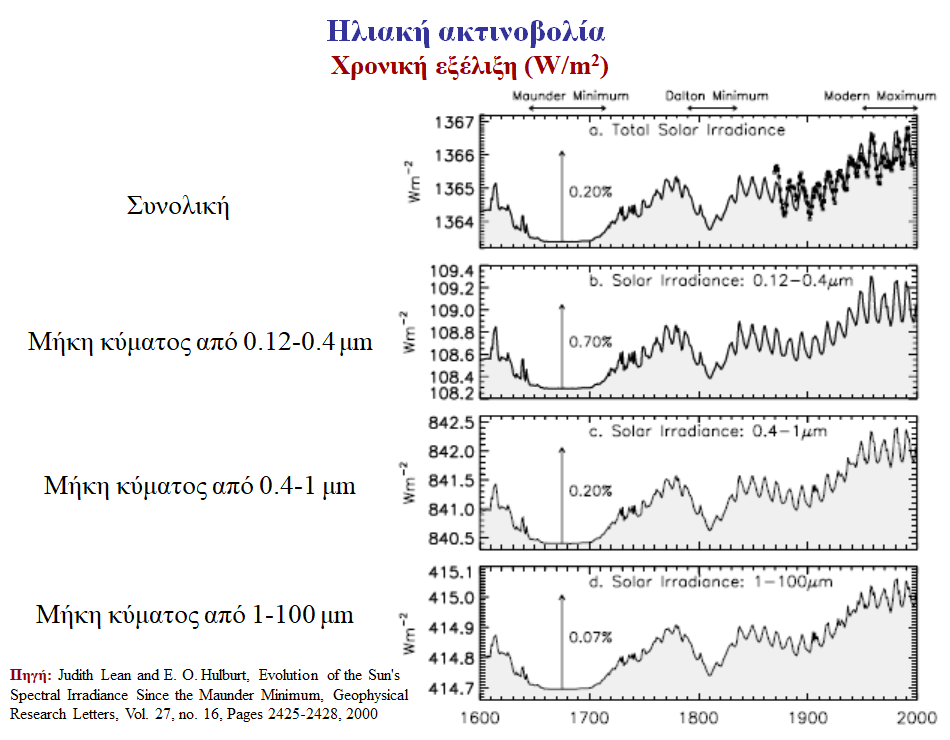 Ηλιακή ακτινοβολία
Χρονική εξέλιξη (W/m²)
Maunder Minimum
Dalton Minimum
Modern Maximum
Συνολική
a. Total Solar Irradiance
Wm⁻²
1367
1366
1365
1364
0.20%
Μήκη κύματος από 0.12-0.4 μm
b. Solar Irradiance: 0.12–0.4μm
Wm⁻²
109.4
109.2
109.0
108.8
108.6
108.4
108.2
0.70%
Μήκη κύματος από 0.4-1 μm
c. Solar Irradiance: 0.4–1μm
Wm⁻²
842.5
842.0
841.5
841.0
840.5
0.20%
Μήκη κύματος από 1-100 μm
d. Solar Irradiance: 1–100μm
Wm⁻²
415.1
415.0
414.9
414.8
414.7
0.07%
1600
1700
1800
1900
2000
Πηγή: Judith Lean and E. O. Hulburt, Evolution of the Sun's
Spectral Irradiance Since the Maunder Minimum, Geophysical
Research Letters, Vol. 27, no. 16, Pages 2425-2428, 2000